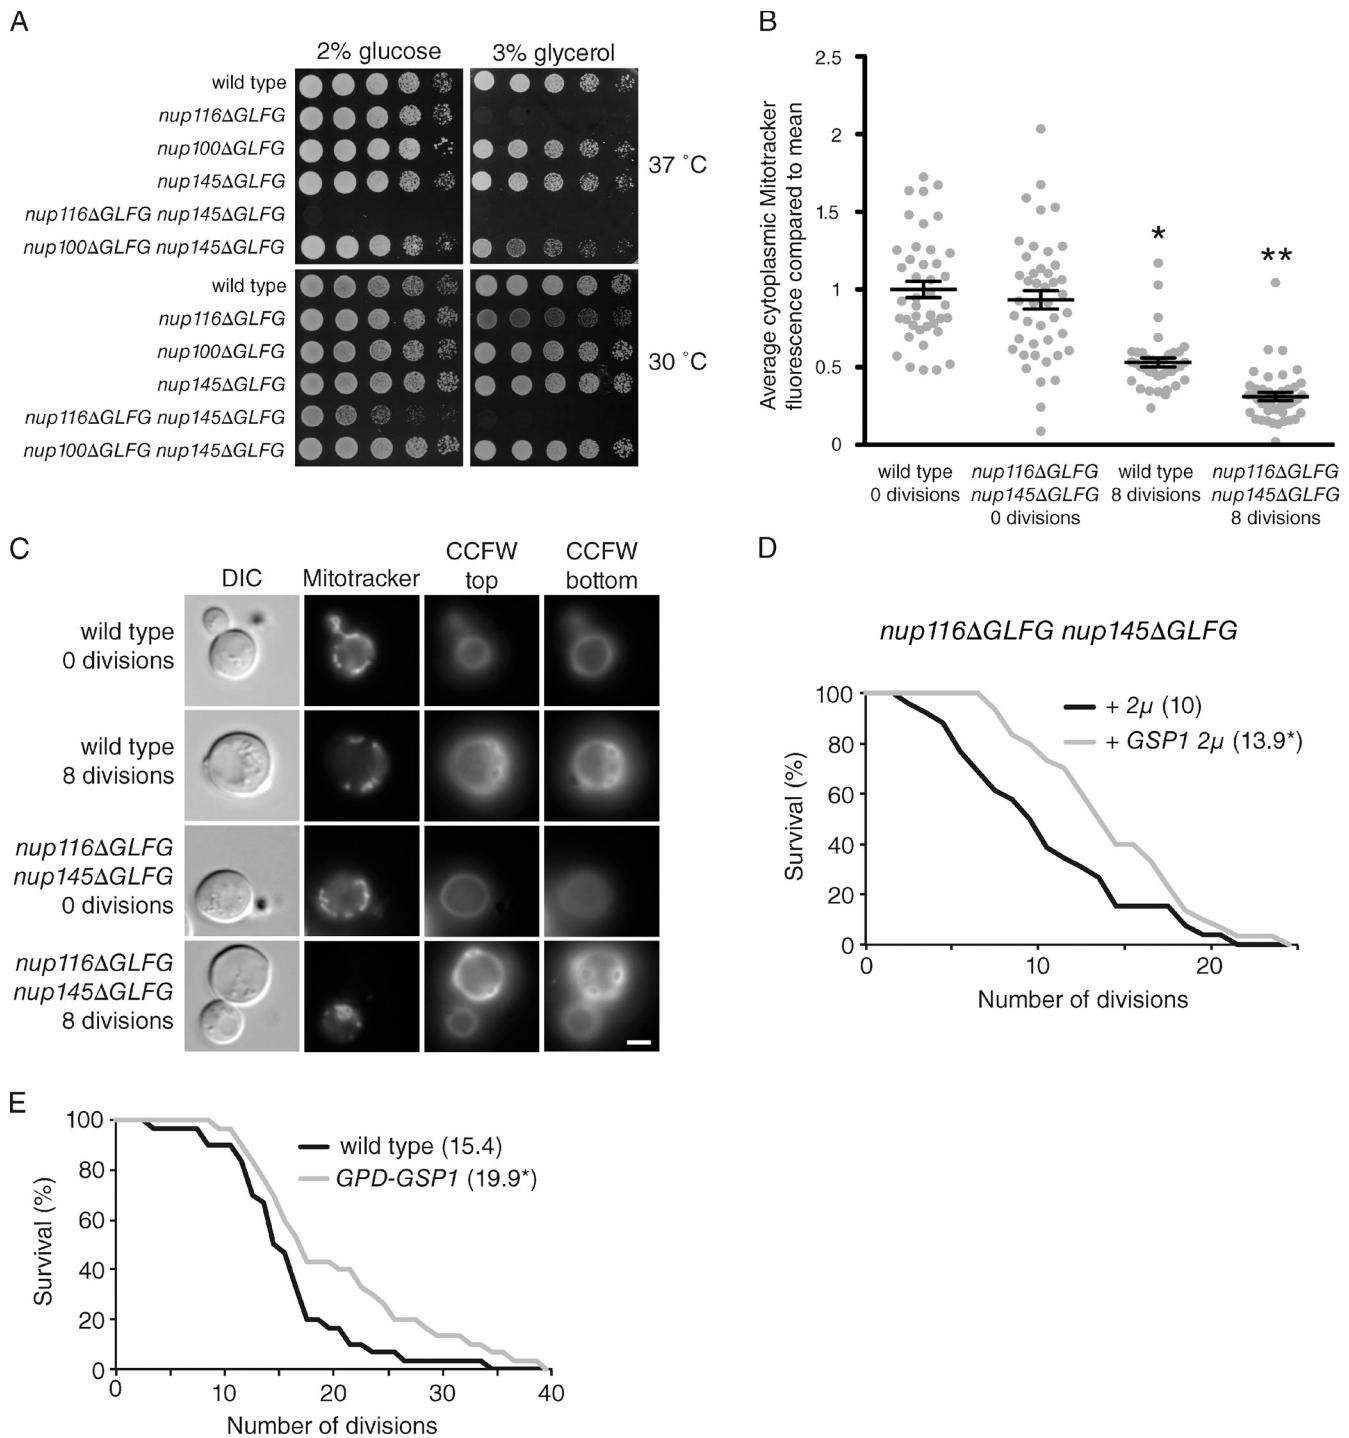 A
2% glucose 3% glycerol
wild type
nup116ΔGLFG
nup100ΔGLFG
nup145ΔGLFG
nup116ΔGLFG nup145ΔGLFG
nup100ΔGLFG nup145ΔGLFG
37 ˚C
wild type
nup116ΔGLFG
nup100ΔGLFG
nup145ΔGLFG
nup116ΔGLFG nup145ΔGLFG
nup100ΔGLFG nup145ΔGLFG
30 ˚C
B
Average cytoplasmic Mitotracker
fluorescence compared to mean
2.5
2
1.5
1
0.5
0
*
**
wild type
0 divisions
nup116ΔGLFG
nup145ΔGLFG
0 divisions
wild type
8 divisions
nup116ΔGLFG
nup145ΔGLFG
8 divisions
C
DIC
Mitotracker
CCFW
top
CCFW
bottom
wild type
0 divisions
wild type
8 divisions
nup116ΔGLFG
nup145ΔGLFG
0 divisions
nup116ΔGLFG
nup145ΔGLFG
8 divisions
D
nup116ΔGLFG nup145ΔGLFG
Survival (%)
100
80
60
40
20
0
+ 2µ (10)
+ GSP1 2µ (13.9*)
0 10 20
Number of divisions
E
Survival (%)
100
80
60
40
20
0
wild type (15.4)
GPD-GSP1 (19.9*)
0 10 20 30 40
Number of divisions